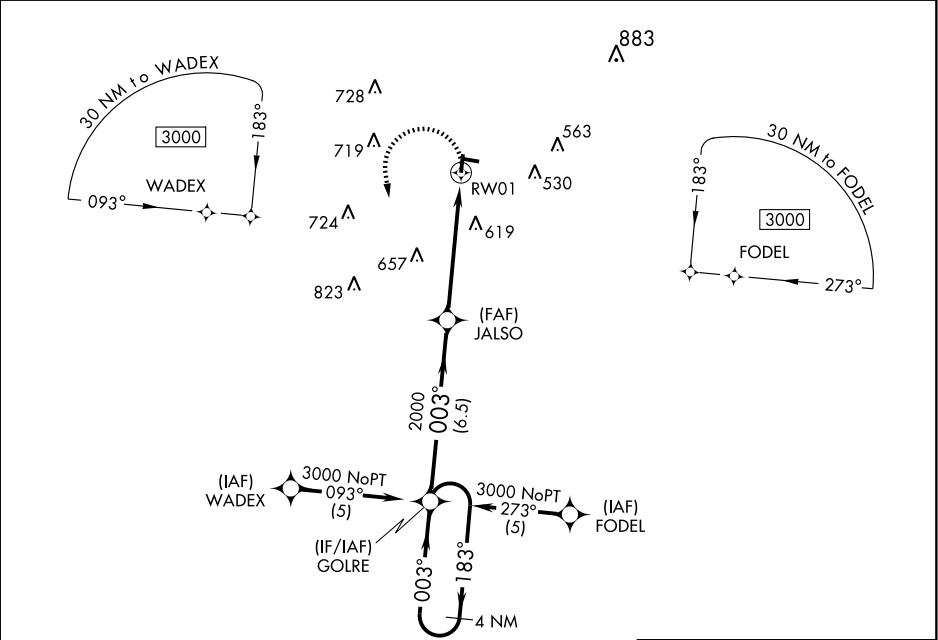 883
30 NM to WADEX
3000
183°
WADEX
093°
728
719
563
530
RW01
724
619
657
823
30 NM to FODEL
183°
3000
FODEL
273°
(FAF)
JALSO
2000
003°
(6.5)
(IAF)
WADEX
3000 NoPT
093°
(5)
3000 NoPT
273°
(5)
(IAF)
FODEL
(IF/IAF)
GOLRE
003°
183°
4 NM